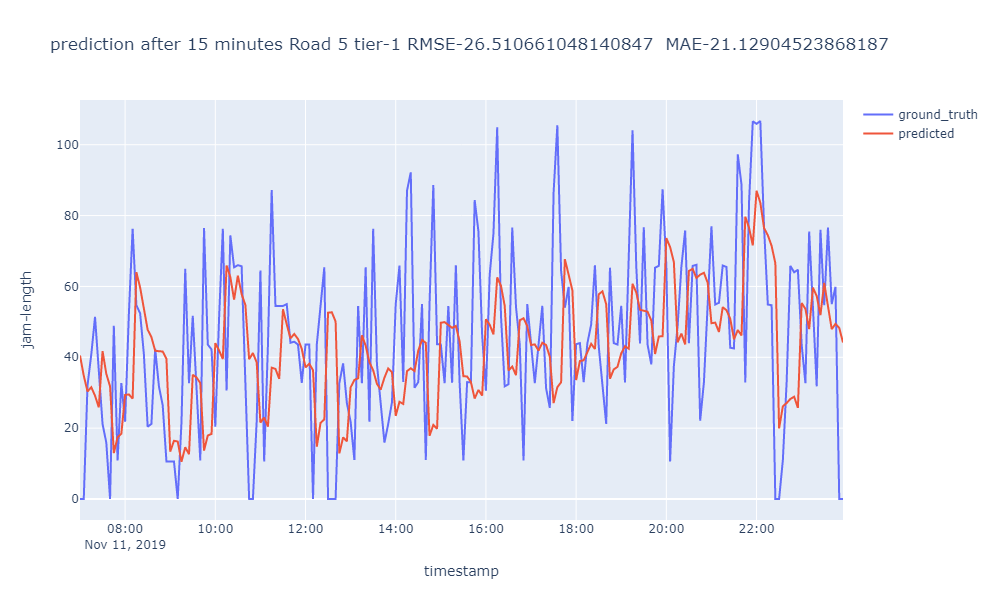 prediction after 15 minutes Road 5 tier-1 RMSE-26.510661048140847  MAE-21.12904523868187
ground_truth
predicted
100
80
60
40
20
0
jam-length
08:00 10:00 12:00 14:00 16:00 18:00 20:00 22:00
Nov 11, 2019
timestamp